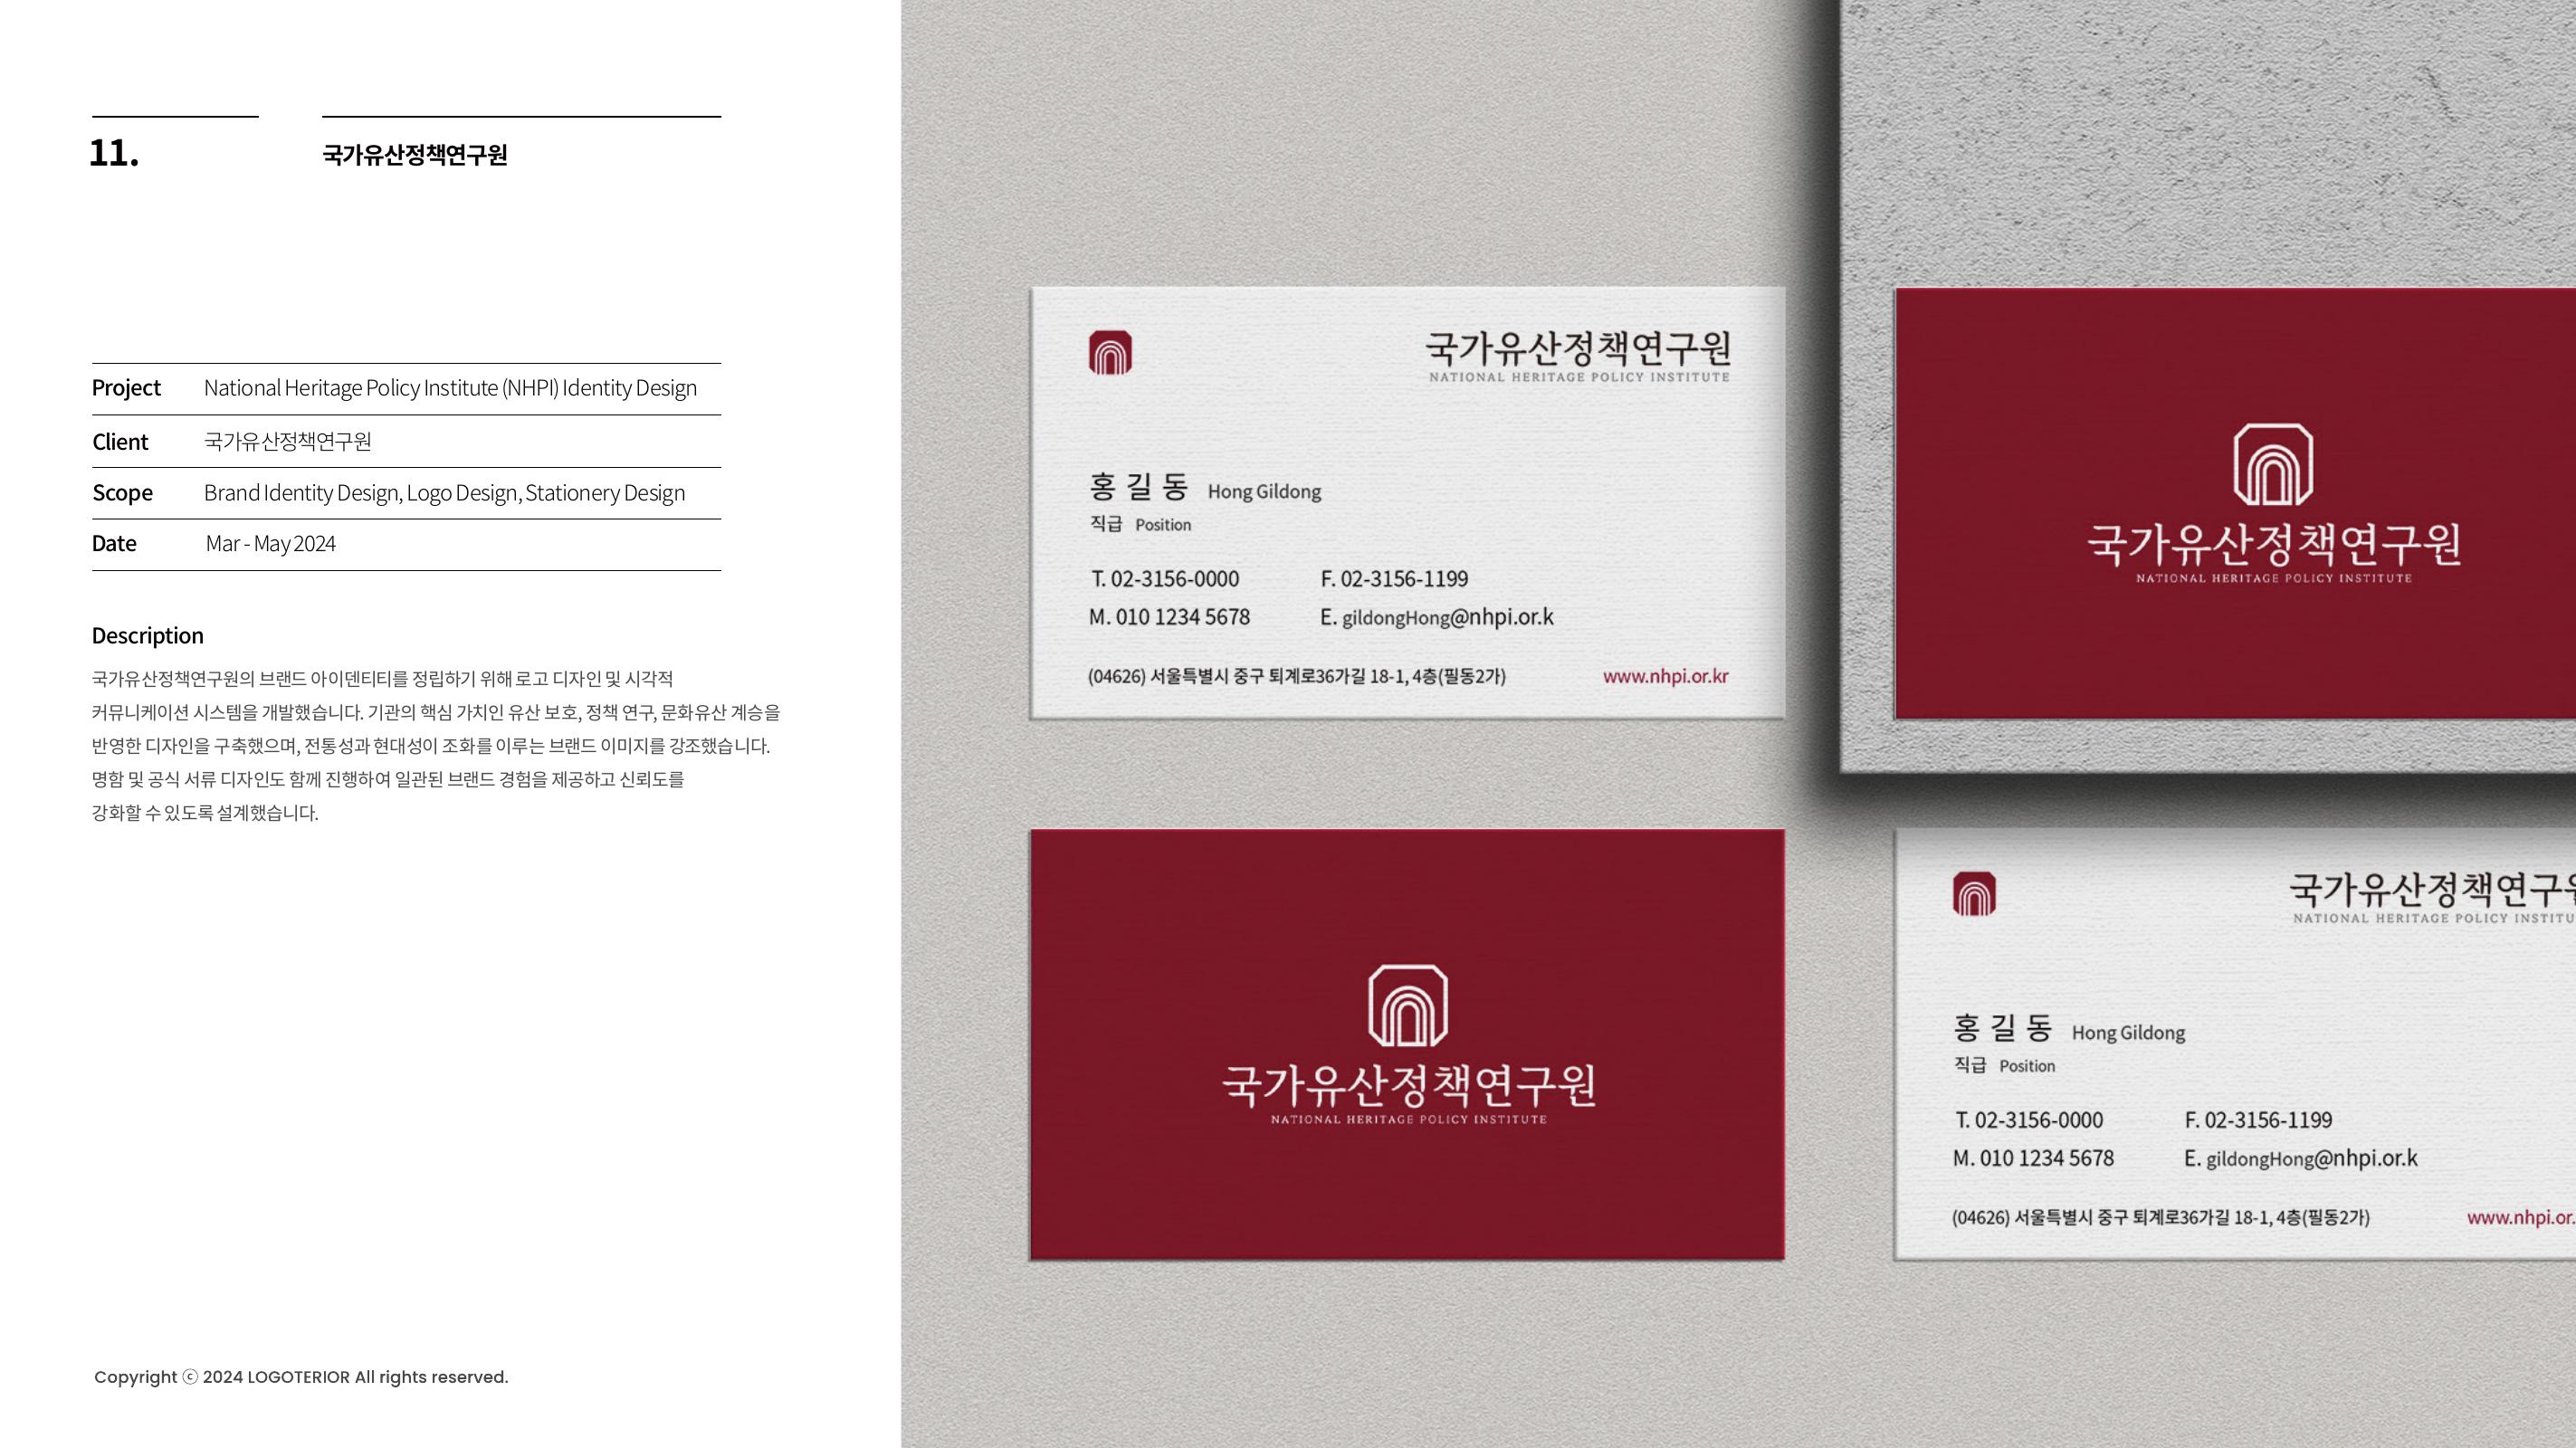 11.
국가유산정책연구원
Project National Heritage Policy Institute (NHPI) Identity Design
Client 국가유산정책연구원
Scope Brand Identity Design, Logo Design, Stationery Design
Date Mar - May 2024
Description
국가유산정책연구원의 브랜드 아이덴티티를 정립하기 위해 로고 디자인 및 시각적
커뮤니케이션 시스템을 개발했습니다. 기관의 핵심 가치인 유산 보호, 정책 연구, 문화유산 계승을
반영한 디자인을 구축했으며, 전통성과 현대성이 조화를 이루는 브랜드 이미지를 강조했습니다.
명함 및 공식 서류 디자인도 함께 진행하여 일관된 브랜드 경험을 제공하고 신뢰도를
강화할 수 있도록 설계했습니다.
Copyright ⓒ 2024 LOGOTERIOR All rights reserved.
국가유산정책연구원
NATIONAL HERITAGE POLICY INSTITUTE
홍 길 동 Hong Gildong
직급 Position
T. 02-3156-0000 F. 02-3156-1199
M. 010 1234 5678 E. gildongHong@nhpi.or.k
(04626) 서울특별시 중구 퇴계로36가길 18-1, 4층(필동2가) www.nhpi.or.kr
국가유산정책연구원
NATIONAL HERITAGE POLICY INSTITUTE
국가유산정책연구원
NATIONAL HERITAGE POLICY INSTITUTE
국가유산정책연구
NATIONAL HERITAGE POLICY INSTITU
홍 길 동 Hong Gildong
직급 Position
T. 02-3156-0000 F. 02-3156-1199
M. 010 1234 5678 E. gildongHong@nhpi.or.k
(04626) 서울특별시 중구 퇴계로36가길 18-1, 4층(필동2가) www.nhpi.or.